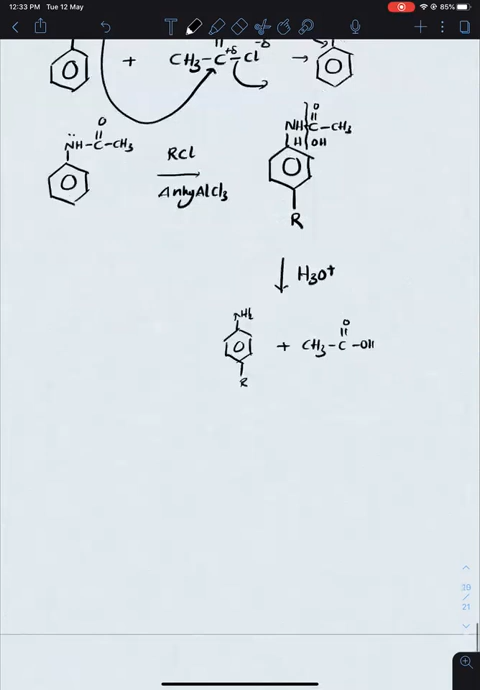 12:33 PM Tue 12 May 85%
O
+ CH3-C+δ-Cl-δ →
O
NH-C-CH3 RCl
Anhy AlCl3
O
NH C-CH3
H OH
R
H3O+
NH2
O
+ CH3-C-OH
R
39
/
21